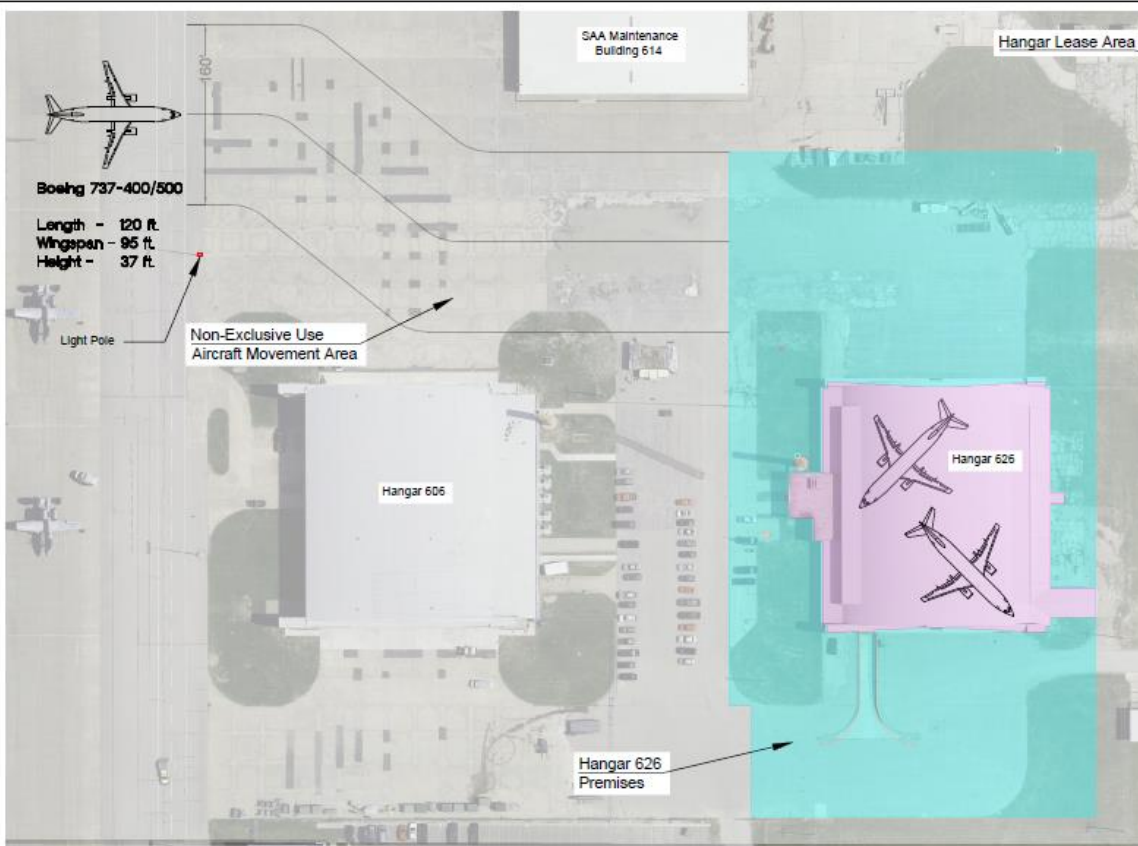 SAA Maintenance
Building 614
Hangar Lease Area
160'
Boeing 737-400/500
Length - 120 ft.
Wingspan - 95 ft.
Height - 37 ft.
Light Pole
Non-Exclusive Use
Aircraft Movement Area
Hangar 606
Hangar 626
Hangar 626
Premises